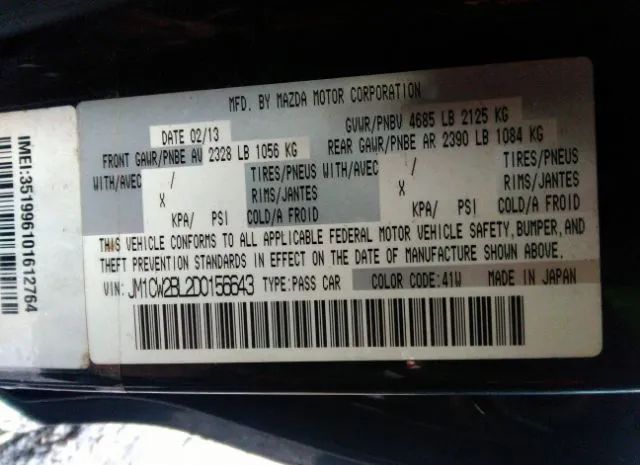 MFD. BY MAZDA MOTOR CORPORATION
DATE 02/13
GVWR/PNBV 4685 LB 2125 KG
FRONT GAWR/PNBE AV 2328 LB 1056 KG
REAR GAWR/PNBE AR 2390 LB 1084 KG
WITH/AVEC / TIRES/PNEUS
X RIMS/JANTES
KPA/ PSI COLD/A FROID
WITH/AVEC / TIRES/PNEUS
X RIMS/JANTES
KPA/ PSI COLD/A FROID
THIS VEHICLE CONFORMS TO ALL APPLICABLE FEDERAL MOTOR VEHICLE SAFETY, BUMPER, AND
THEFT PREVENTION STANDARDS IN EFFECT ON THE DATE OF MANUFACTURE SHOWN ABOVE.
VIN: JM1CW2BL2D0156643 TYPE: PASS CAR COLOR CODE: 41W MADE IN JAPAN
IMEI:351996101612764